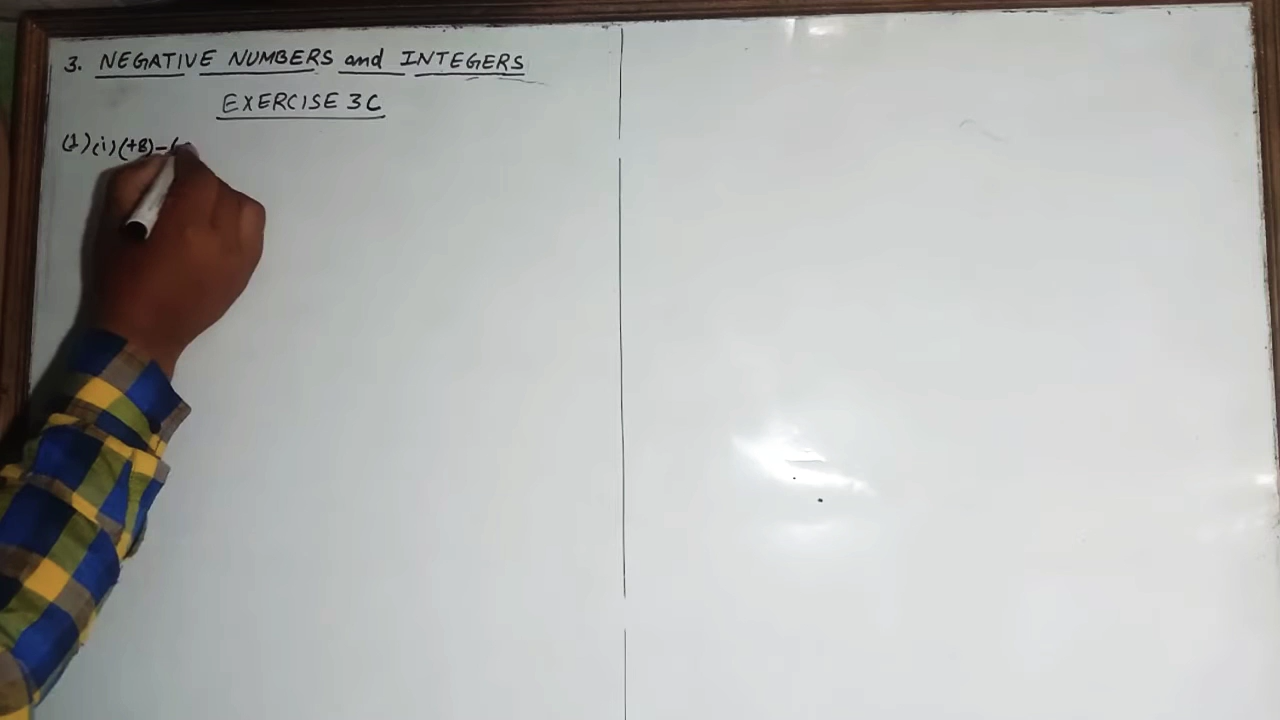 3. NEGATIVE NUMBERS and INTEGERS
EXERCISE 3C
(1) (i) (+8) - (